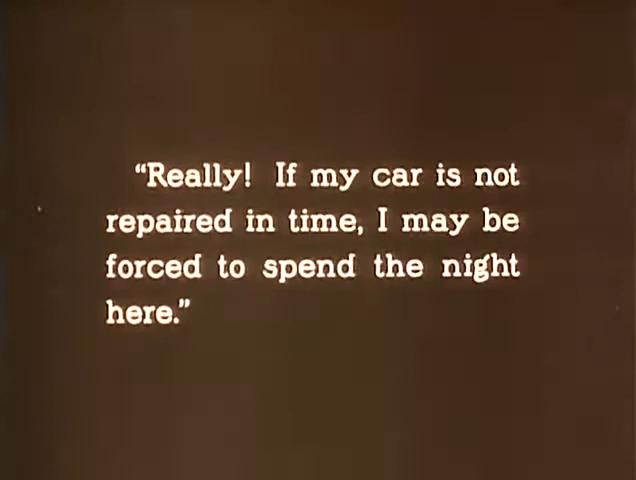 “Really! If my car is not
repaired in time, I may be
forced to spend the night
here.”